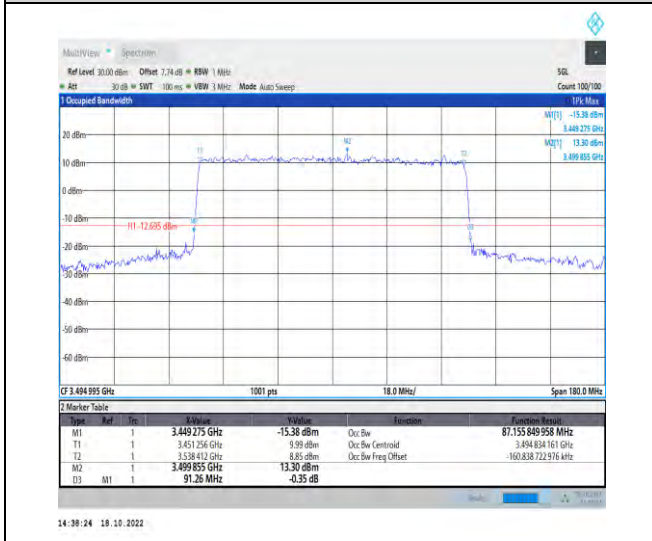 MultiView Spectrum
Ref Level 30.00 dBm Offset 7.74 dB RBW 1 MHz SGL
Att 30 dB SWT 100 ms VBW 3 MHz Mode Auto Sweep Count 100/100
1 Occupied Bandwidth 1Pk Max
M1[1] -15.38 dBm
3.449 275 GHz
M2[1] 13.30 dBm
3.499 855 GHz
20 dBm
M2
T1
T2
10 dBm
0 dBm
-10 dBm
H1 -12.695 dBm
M1
D3
-20 dBm
-30 dBm
-40 dBm
-50 dBm
-60 dBm
CF 3.494 995 GHz 1001 pts 18.0 MHz/ Span 180.0 MHz
2 Marker Table
Type Ref Trc X-Value Y-Value Function Function Result
M1 1 3.449 275 GHz -15.38 dBm Occ Bw 87.155 849 958 MHz
T1 1 3.451 256 GHz 9.99 dBm Occ Bw Centroid 3.494 834 161 GHz
T2 1 3.538 412 GHz 8.85 dBm Occ Bw Freq Offset -160.838 722 976 kHz
M2 1 3.499 855 GHz 13.30 dBm
D3 M1 1 91.26 MHz -0.35 dB
14:38:24 18.10.2022